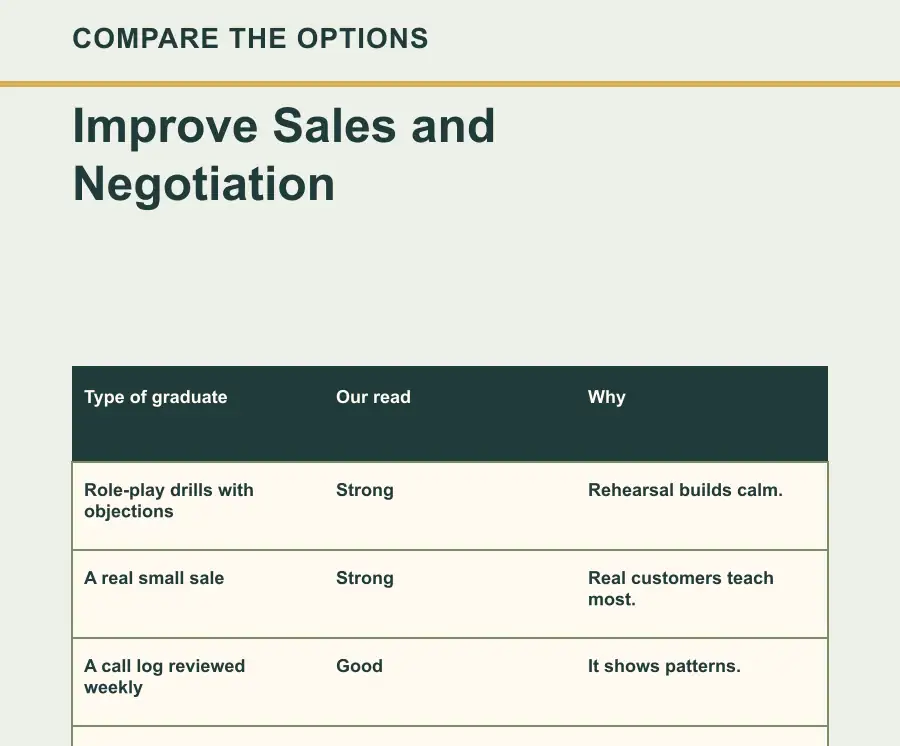 COMPARE THE OPTIONS
Improve Sales and
Negotiation
Type of graduate Our read Why
Role-play drills with Strong Rehearsal builds calm.
objections
A real small sale Strong Real customers teach
most.
A call log reviewed Good It shows patterns.
weekly